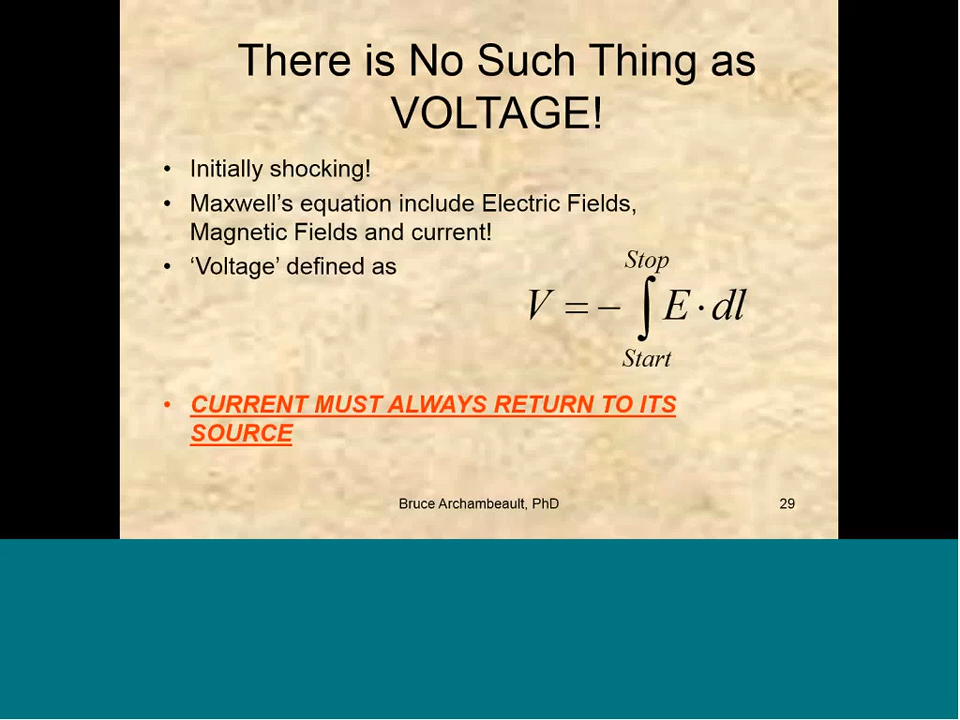 There is No Such Thing as
VOLTAGE!
• Initially shocking!
• Maxwell’s equation include Electric Fields,
Magnetic Fields and current!
• ‘Voltage’ defined as
Stop
V = − ∫ E · dl
Start
• CURRENT MUST ALWAYS RETURN TO ITS
SOURCE
Bruce Archambeault, PhD
29